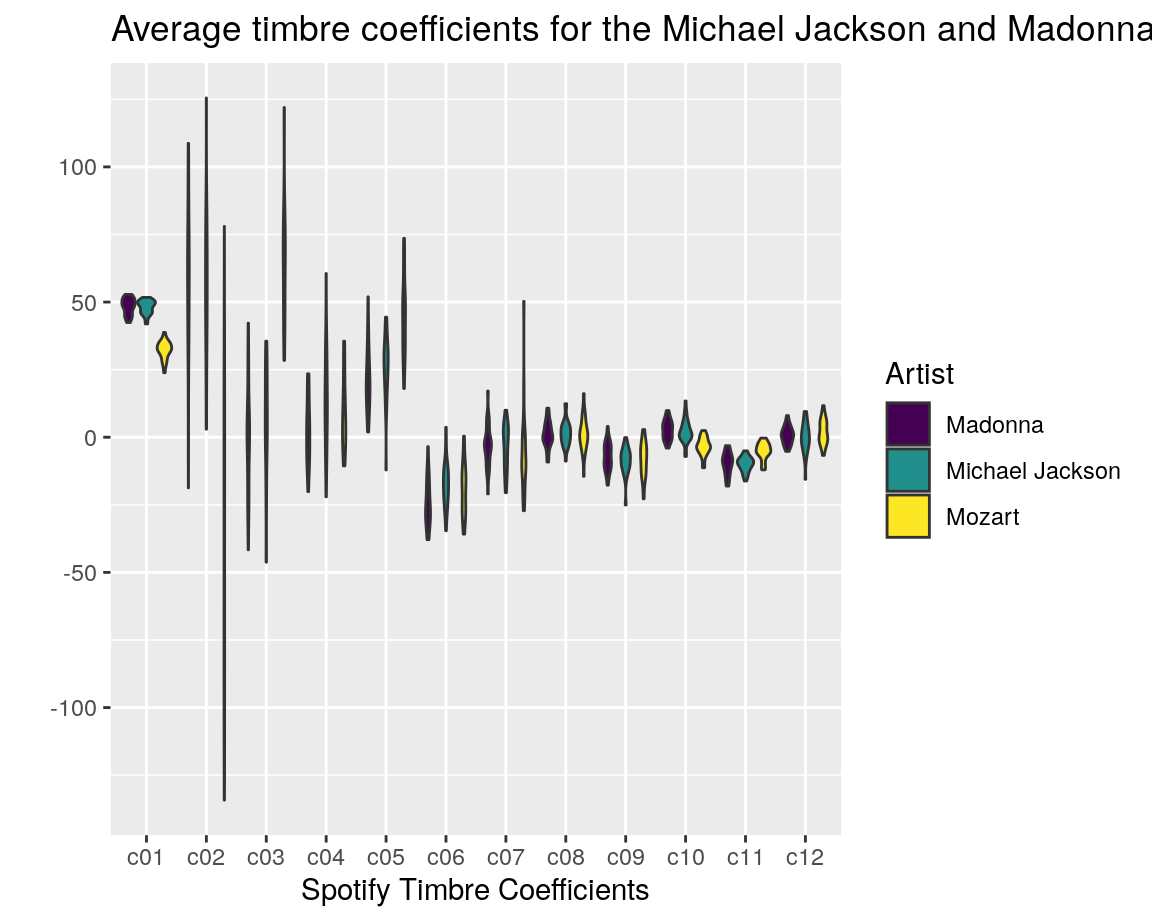 Average timbre coefficients for the Michael Jackson and Madonna
100
50
0
-50
-100
c01 c02 c03 c04 c05 c06 c07 c08 c09 c10 c11 c12
Spotify Timbre Coefficients
Artist
Madonna
Michael Jackson
Mozart